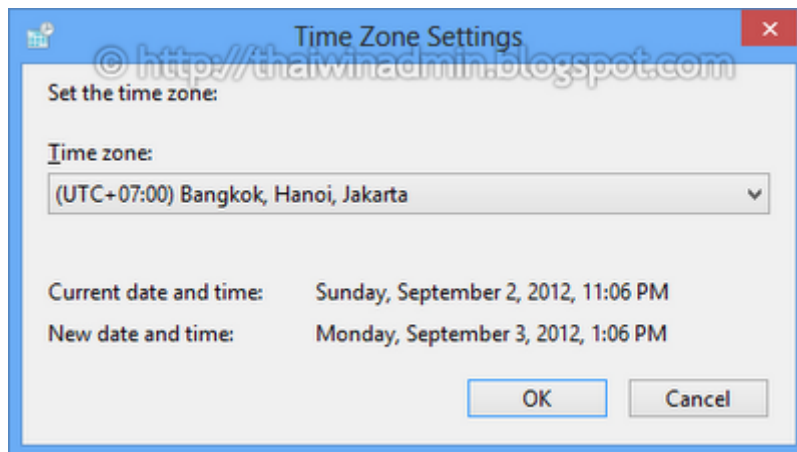 Time Zone Settings
© http://thaiwinadmin.blogspot.com
Set the time zone:
Time zone:
(UTC+07:00) Bangkok, Hanoi, Jakarta
Current date and time: Sunday, September 2, 2012, 11:06 PM
New date and time: Monday, September 3, 2012, 1:06 PM
OK Cancel